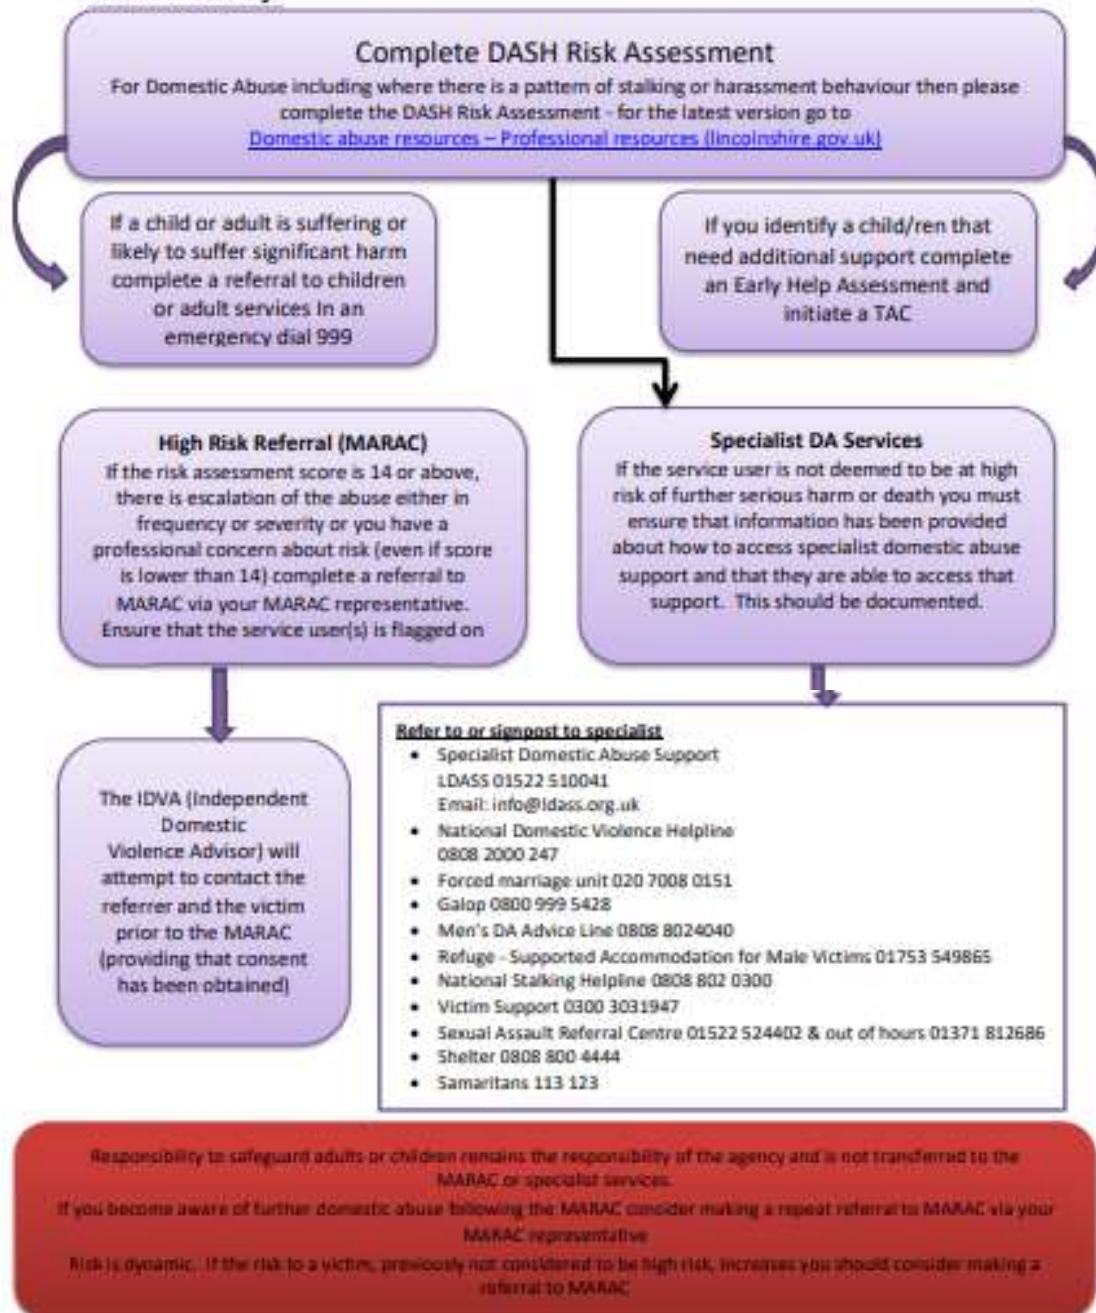 Complete DASH Risk Assessment
For Domestic Abuse including where there is a pattern of stalking or harassment behaviour then please
complete the DASH Risk Assessment - for the latest version go to
Domestic abuse resources – Professional resources (lincolnshire.gov.uk)
If a child or adult is suffering or
likely to suffer significant harm
complete a referral to children
or adult services In an
emergency dial 999
If you identify a child/ren that
need additional support complete
an Early Help Assessment and
initiate a TAC
High Risk Referral (MARAC)
If the risk assessment score is 14 or above,
there is escalation of the abuse either in
frequency or severity or you have a
professional concern about risk (even if score
is lower than 14) complete a referral to
MARAC via your MARAC representative.
Ensure that the service user(s) is flagged on
Specialist DA Services
If the service user is not deemed to be at high
risk of further serious harm or death you must
ensure that information has been provided
about how to access specialist domestic abuse
support and that they are able to access that
support. This should be documented.
The IDVA (Independent
Domestic
Violence Advisor) will
attempt to contact the
referrer and the victim
prior to the MARAC
(providing that consent
has been obtained)
Refer to or signpost to specialist
• Specialist Domestic Abuse Support
LDASS 01522 510041
Email: info@ldass.org.uk
• National Domestic Violence Helpline
0808 2000 247
• Forced marriage unit 020 7008 0151
• Galop 0800 999 5428
• Men's DA Advice Line 0808 8024040
• Refuge - Supported Accommodation for Male Victims 01753 549865
• National Stalking Helpline 0808 802 0300
• Victim Support 0300 3031947
• Sexual Assault Referral Centre 01522 524402 & out of hours 01371 812686
• Shelter 0808 800 4444
• Samaritans 113 123
Responsibility to safeguard adults or children remains the responsibility of the agency and is not transferred to the
MARAC or specialist services.
If you become aware of further domestic abuse following the MARAC consider making a repeat referral to MARAC via your
MARAC representative
Risk is dynamic. If the risk to a victim, previously not considered to be high risk, increases you should consider making a
referral to MARAC